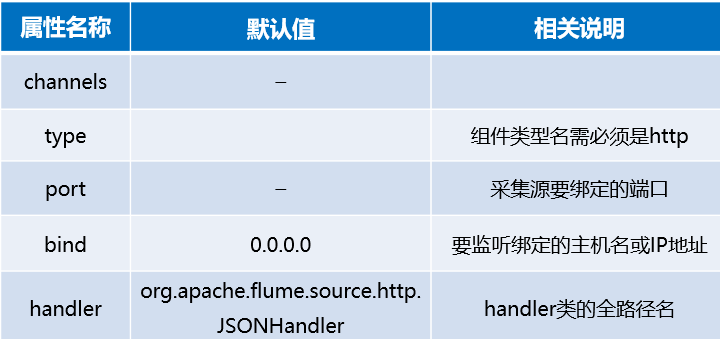 属性名称 默认值 相关说明
channels –
type 组件类型名需必须是http
port – 采集源要绑定的端口
bind 0.0.0.0 要监听绑定的主机名或IP地址
handler org.apache.flume.source.http. handler类的全路径名
JSONHandler